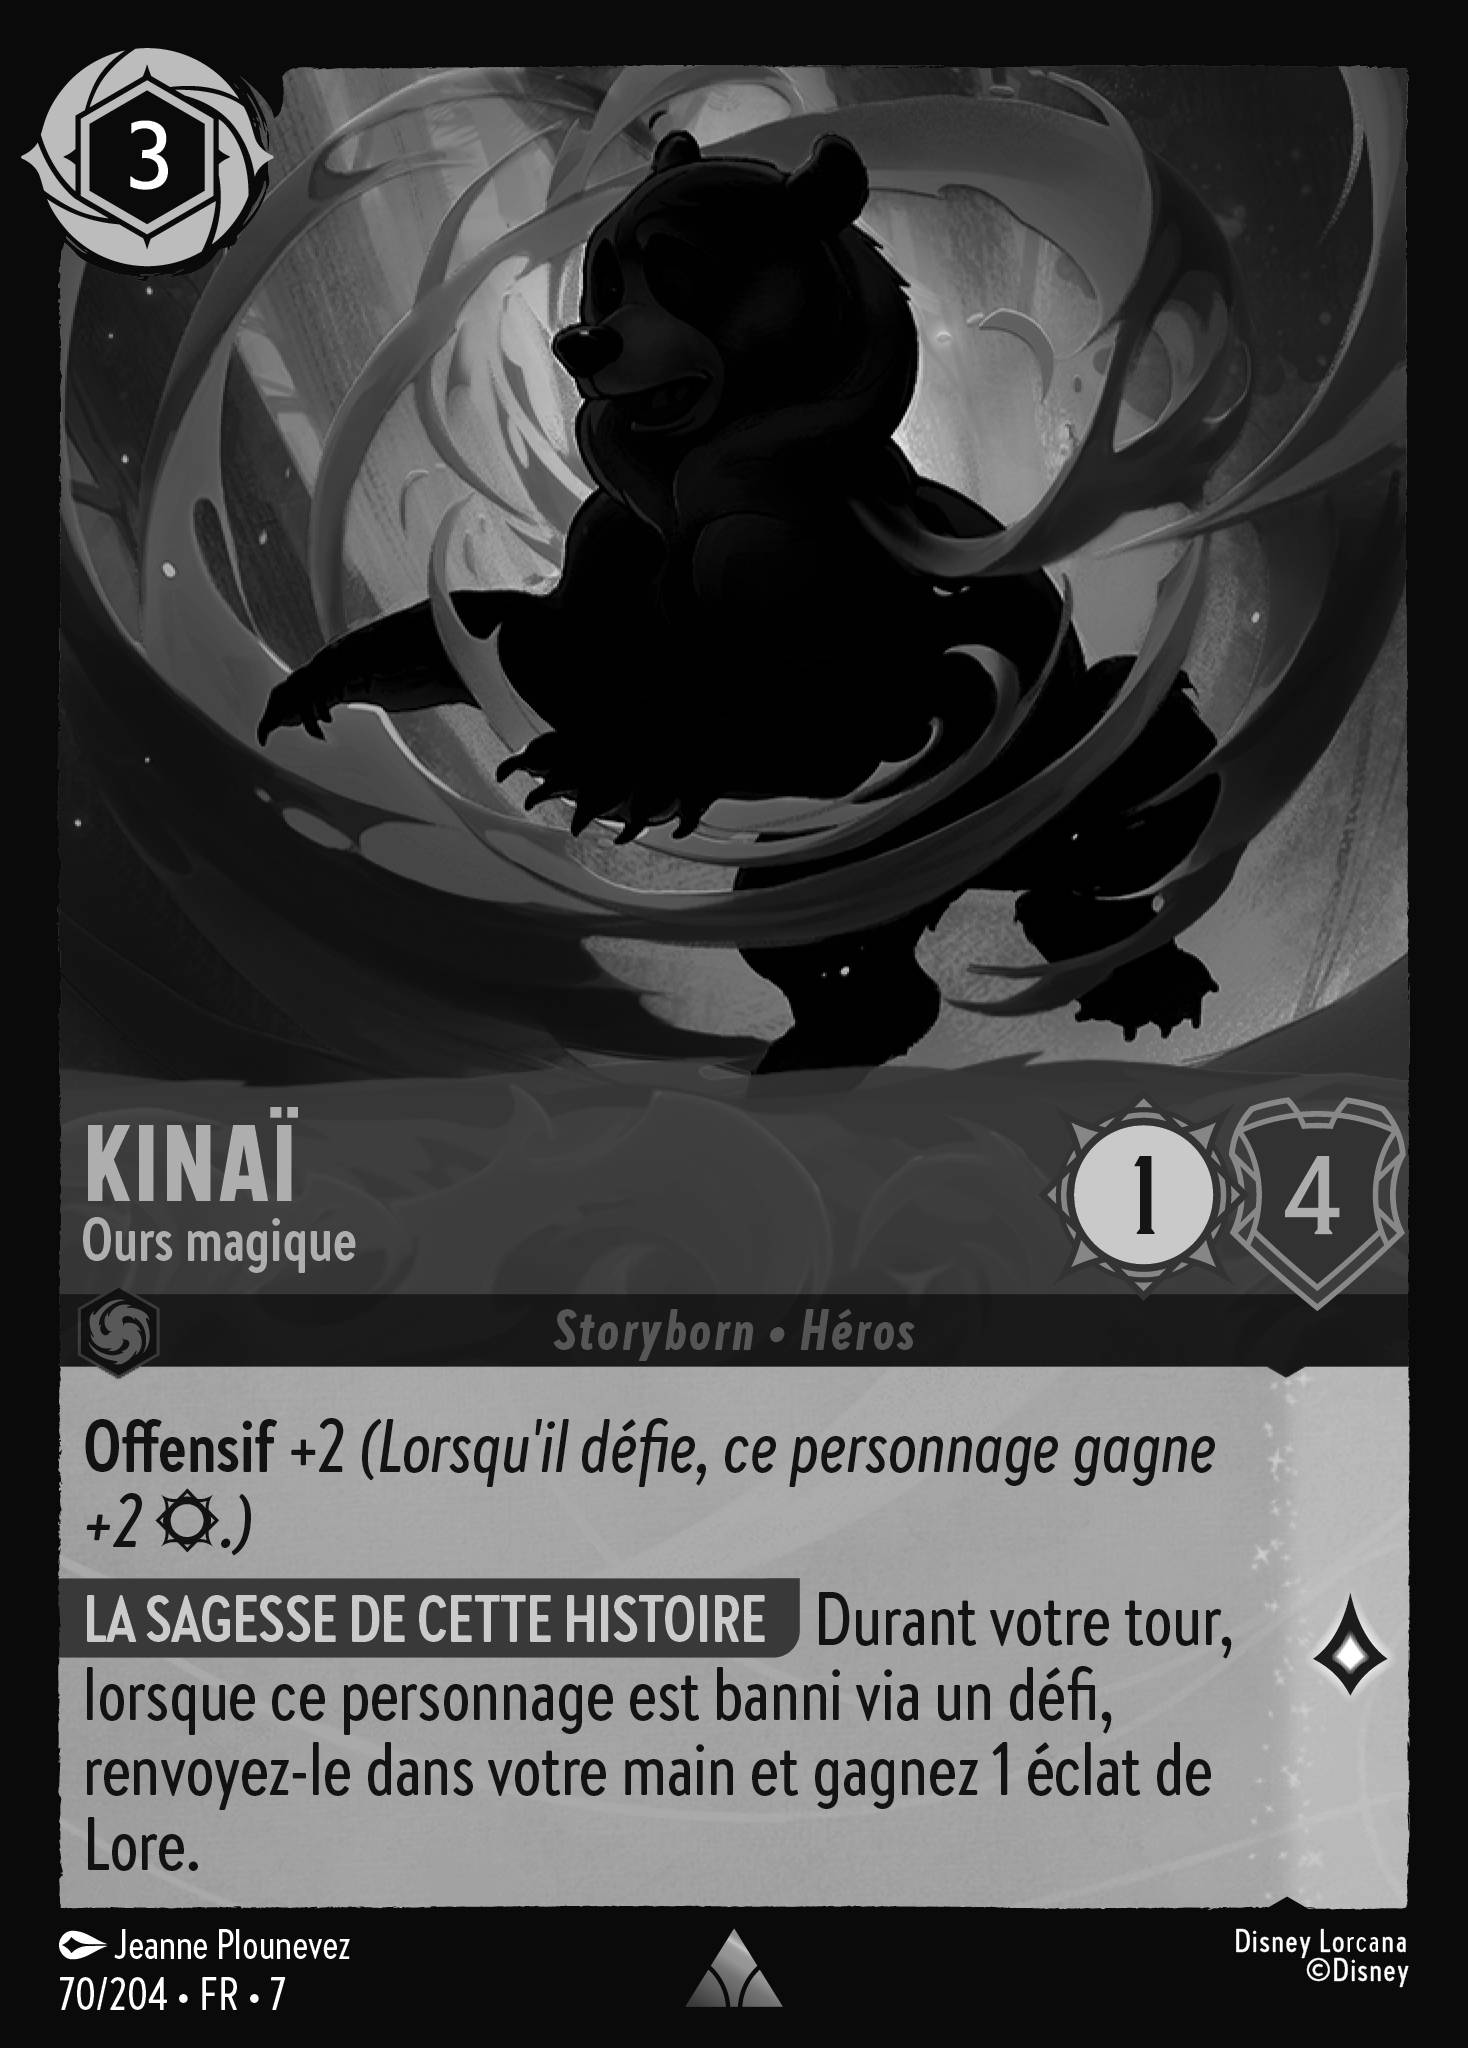 3
KINAÏ
Ours magique
1 4
Storyborn • Héros
Offensif +2 (Lorsqu'il défie, ce personnage gagne
+2 .)
LA SAGESSE DE CETTE HISTOIRE Durant votre tour,
lorsque ce personnage est banni via un défi,
renvoyez-le dans votre main et gagnez 1 éclat de
Lore.
Jeanne Plounevez
70/204 • FR • 7
Disney Lorcana
©Disney